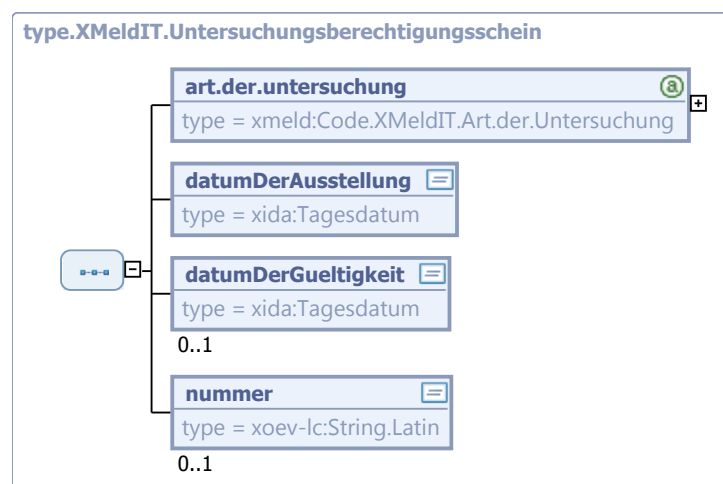 type.XMeldIT.Untersuchungsberechtigungsschein
art.der.untersuchung
type = xmeld:Code.XMeldIT.Art.der.Untersuchung
datumDerAusstellung
type = xida:Tagesdatum
datumDerGueltigkeit
type = xida:Tagesdatum
0..1
nummer
type = xoev-lc:String.Latin
0..1